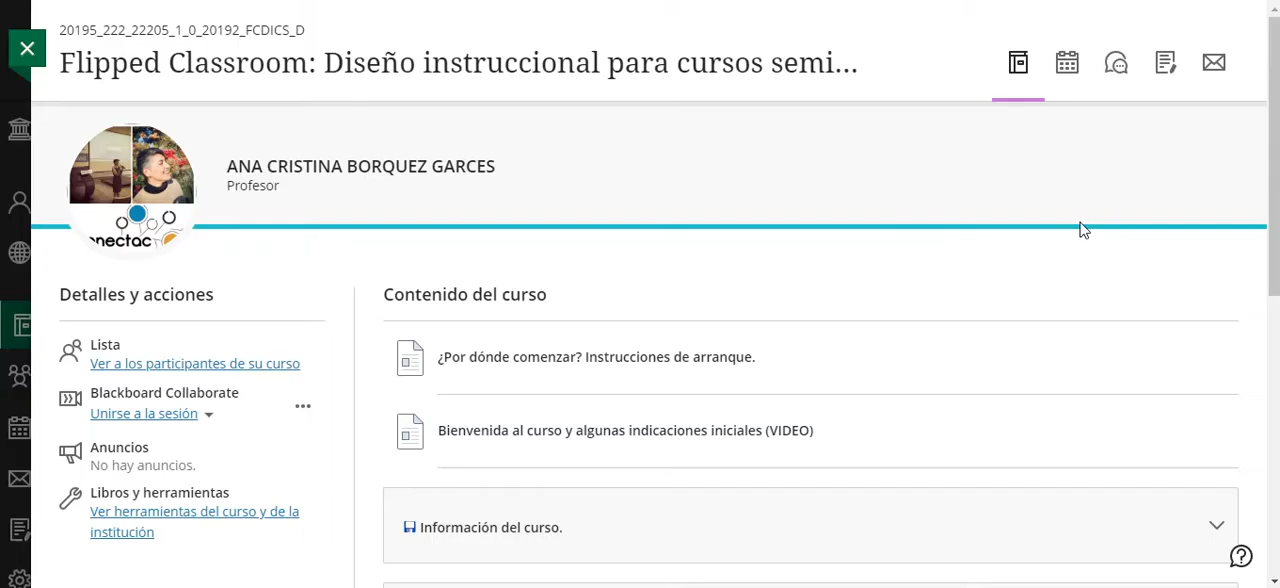 20195_222_22205_1_0_20192_FCDICS_D
Flipped Classroom: Diseño instruccional para cursos semi...
ANA CRISTINA BORQUEZ GARCES
Profesor
nectac
Detalles y acciones
Lista
Ver a los participantes de su curso
Blackboard Collaborate
Unirse a la sesión
Anuncios
No hay anuncios.
Libros y herramientas
Ver herramientas del curso y de la
institución
Contenido del curso
¿Por dónde comenzar? Instrucciones de arranque.
Bienvenida al curso y algunas indicaciones iniciales (VIDEO)
Información del curso.